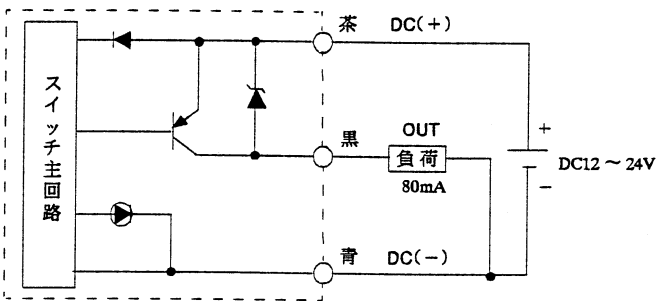 茶 DC(+)
スイッチ主回路
黒 OUT
負荷
80mA
+
DC12~24V
−
青 DC(−)